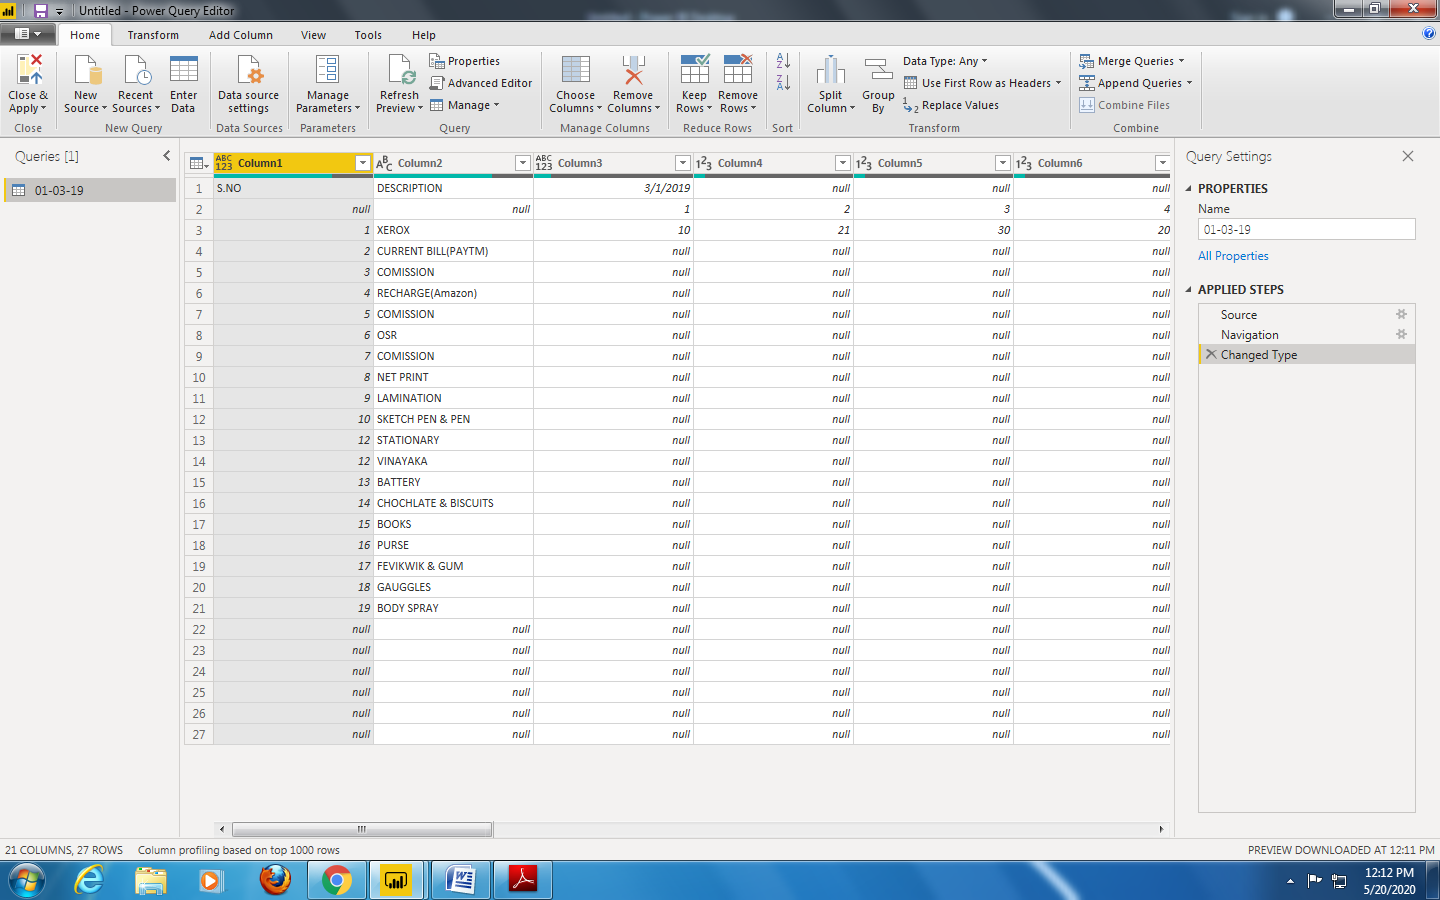 Untitled - Power Query Editor
Home Transform Add Column View Tools Help
Close & Apply New Source Recent Sources Enter Data Data source settings Manage Parameters Refresh Preview Properties Advanced Editor Manage Choose Columns Remove Columns Keep Rows Remove Rows Split Column Group By Data Type: Any Use First Row as Headers Replace Values Merge Queries Append Queries Combine Files
Close New Query Data Sources Parameters Query Manage Columns Reduce Rows Sort Transform Combine
Queries [1]
01-03-19
ABC 123 Column1 ABC Column2 ABC 123 Column3 123 Column4 123 Column5 123 Column6
1 S.NO DESCRIPTION 3/1/2019 null null null
2 null null 1 2 3 4
3 1 XEROX 10 21 30 20
4 2 CURRENT BILL(PAYTM) null null null null
5 3 COMISSION null null null null
6 4 RECHARGE(Amazon) null null null null
7 5 COMISSION null null null null
8 6 OSR null null null null
9 7 COMISSION null null null null
10 8 NET PRINT null null null null
11 9 LAMINATION null null null null
12 10 SKETCH PEN & PEN null null null null
13 12 STATIONARY null null null null
14 12 VINAYAKA null null null null
15 13 BATTERY null null null null
16 14 CHOCHLATE & BISCUITS null null null null
17 15 BOOKS null null null null
18 16 PURSE null null null null
19 17 FEVIKWIK & GUM null null null null
20 18 GAUGGLES null null null null
21 19 BODY SPRAY null null null null
22 null null null null null null
23 null null null null null null
24 null null null null null null
25 null null null null null null
26 null null null null null null
27 null null null null null null
Query Settings
PROPERTIES
Name
01-03-19
All Properties
APPLIED STEPS
Source
Navigation
Changed Type
21 COLUMNS, 27 ROWS Column profiling based on top 1000 rows PREVIEW DOWNLOADED AT 12:11 PM
12:12 PM
5/20/2020